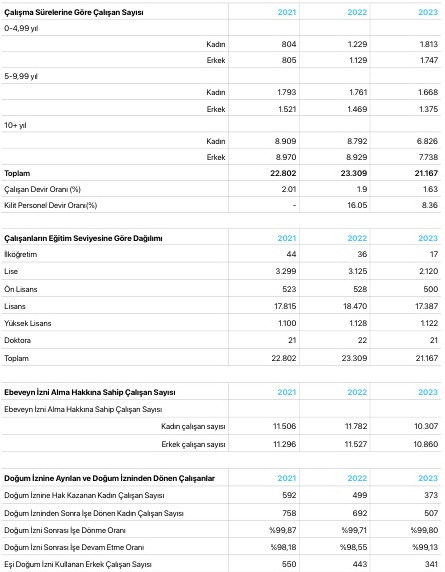 Çalışma Sürelerine Göre Çalışan Sayısı 2021 2022 2023
0-4,99 yıl
Kadın 804 1.229 1.813
Erkek 805 1.129 1.747
5-9,99 yıl
Kadın 1.793 1.761 1.668
Erkek 1.521 1.469 1.375
10+ yıl
Kadın 8.909 8.792 6.826
Erkek 8.970 8.929 7.738
Toplam 22.802 23.309 21.167
Çalışan Devir Oranı (%) 2.01 1.9 1.63
Kilit Personel Devir Oranı(%) - 16.05 8.36
Çalışanların Eğitim Seviyesine Göre Dağılımı 2021 2022 2023
İlköğretim 44 36 17
Lise 3.299 3.125 2.120
Ön Lisans 523 528 500
Lisans 17.815 18.470 17.387
Yüksek Lisans 1.100 1.128 1.122
Doktora 21 22 21
Toplam 22.802 23.309 21.167
Ebeveyn İzni Alma Hakkına Sahip Çalışan Sayısı 2021 2022 2023
Ebeveyn İzni Alma Hakkına Sahip Çalışan Sayısı
Kadın çalışan sayısı 11.506 11.782 10.307
Erkek çalışan sayısı 11.296 11.527 10.860
Doğum İznine Ayrılan ve Doğum İzninden Dönen Çalışanlar 2021 2022 2023
Doğum İznine Hak Kazanan Kadın Çalışan Sayısı 592 499 373
Doğum İzninden Sonra İşe Dönen Kadın Çalışan Sayısı 758 692 507
Doğum İzni Sonrası İşe Dönme Oranı %99,87 %99,71 %99,80
Doğum İzni Sonrası İşe Devam Etme Oranı %98,18 %98,55 %99,13
Eşi Doğum İzni Kullanan Erkek Çalışan Sayısı 550 443 341